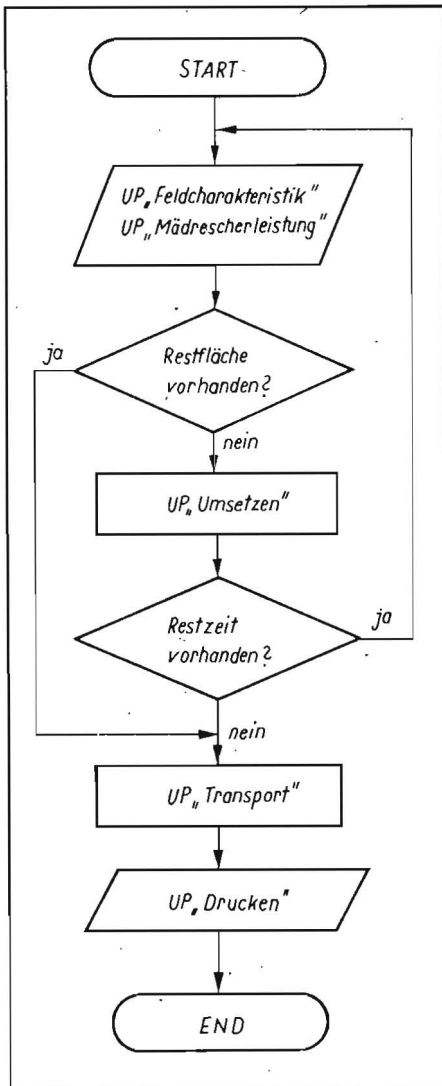 START
UP „Feldcharakteristik"
UP „Mädrescherleistung"
ja
Restfläche
vorhanden?
nein
UP „Umsetzen"
Restzeit
vorhanden?
ja
nein
UP „Transport"
UP „Drucken"
END